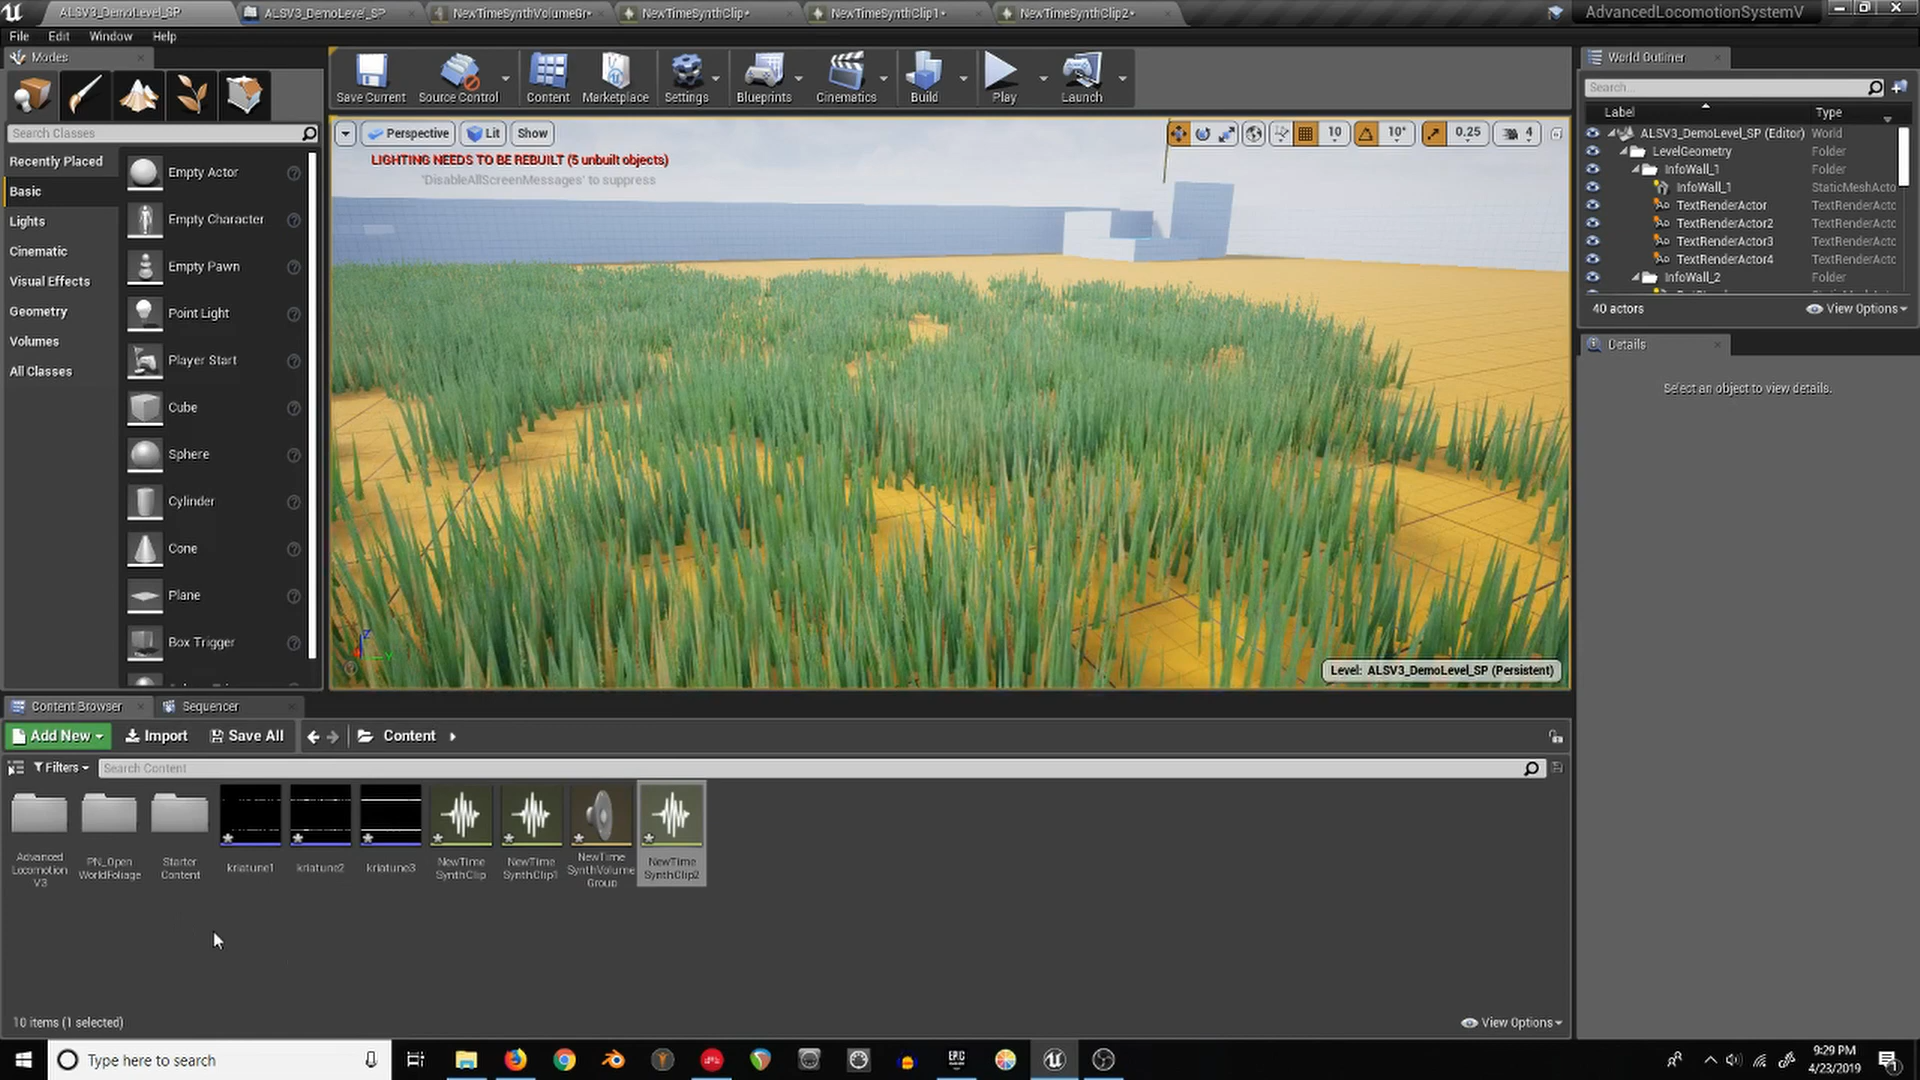 ALSV3_DemoLevel_SP
ALSV3_DemoLevel_SP
NewTimeSynthVolumeGr•
NewTimeSynthClip•
NewTimeSynthClip1•
NewTimeSynthClip2•
AdvancedLocomotionSystemV
File
Edit
Window
Help
Modes
Search Classes
Recently Placed
Basic
Lights
Cinematic
Visual Effects
Geometry
Volumes
All Classes
Empty Actor
Empty Character
Empty Pawn
Point Light
Player Start
Cube
Sphere
Cylinder
Cone
Plane
Box Trigger
Save Current
Source Control
Content
Marketplace
Settings
Blueprints
Cinematics
Build
Play
Launch
Perspective
Lit
Show
10
10°
0.25
4
LIGHTING NEEDS TO BE REBUILT (5 unbuilt objects)
'DisableAllScreenMessages' to suppress
Z
Y
Level: ALSV3_DemoLevel_SP (Persistent)
World Outliner
Search...
Label
Type
ALSV3_DemoLevel_SP (Editor) World
LevelGeometry Folder
InfoWall_1 Folder
InfoWall_1 StaticMeshActo
TextRenderActor TextRenderActc
TextRenderActor2 TextRenderActc
TextRenderActor3 TextRenderActc
TextRenderActor4 TextRenderActc
InfoWall_2 Folder
40 actors
View Options
Details
Select an object to view details.
Content Browser
Sequencer
Add New
Import
Save All
Content
Filters
Search Content
Advanced
Locomotion
V3
PN_Open
WorldFoliage
Starter
Content
kriatune1
kriatune2
kriatune3
NewTime
SynthClip
NewTime
SynthClip1
NewTime
SynthVolume
Group
NewTime
SynthClip2
10 items (1 selected)
View Options
Type here to search
EPIC
9:29 PM
4/23/2019
1